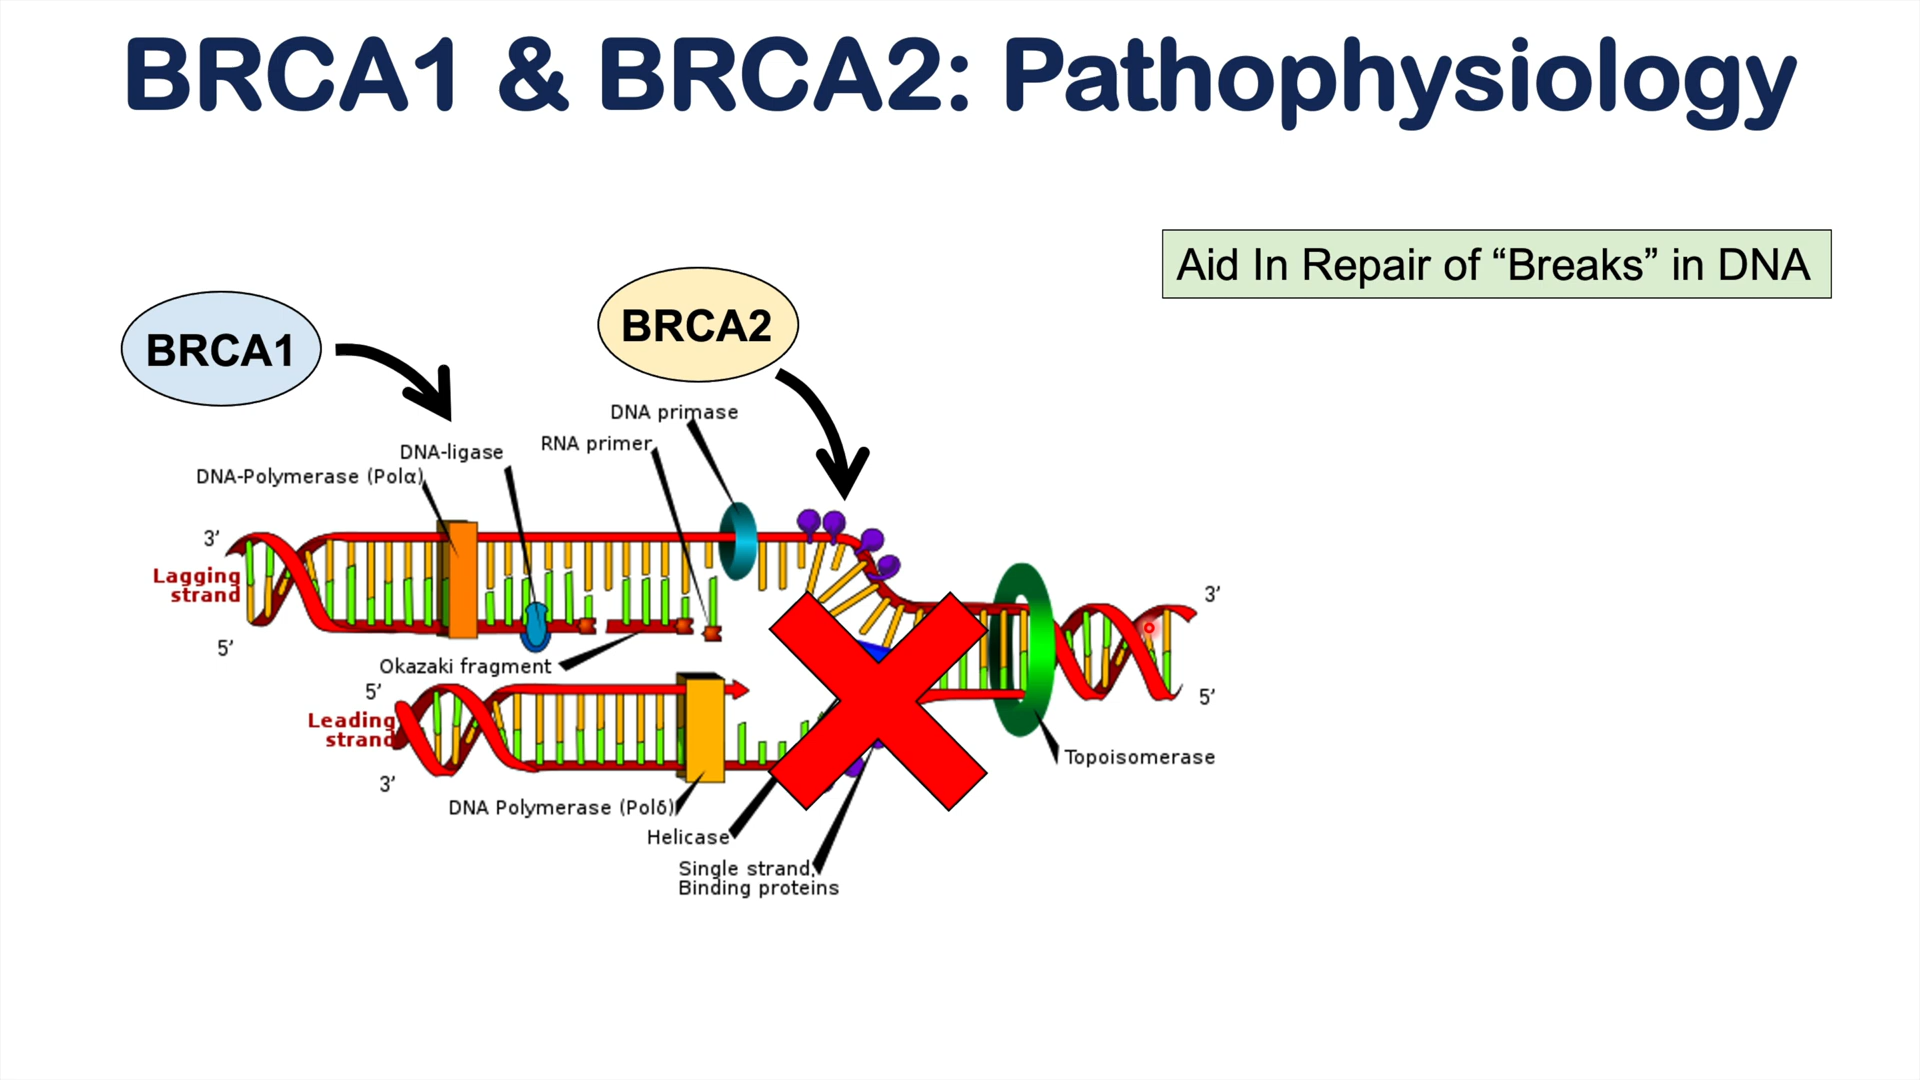 BRCA1 & BRCA2: Pathophysiology
Aid In Repair of “Breaks” in DNA
BRCA1
BRCA2
DNA primase
RNA primer
DNA-ligase
DNA-Polymerase (Polα)
3’
Lagging
strand
5’
3’
5’
Okazaki fragment
5’
Leading
strand
3’
Topoisomerase
DNA Polymerase (Polδ)
Helicase
Single strand,
Binding proteins